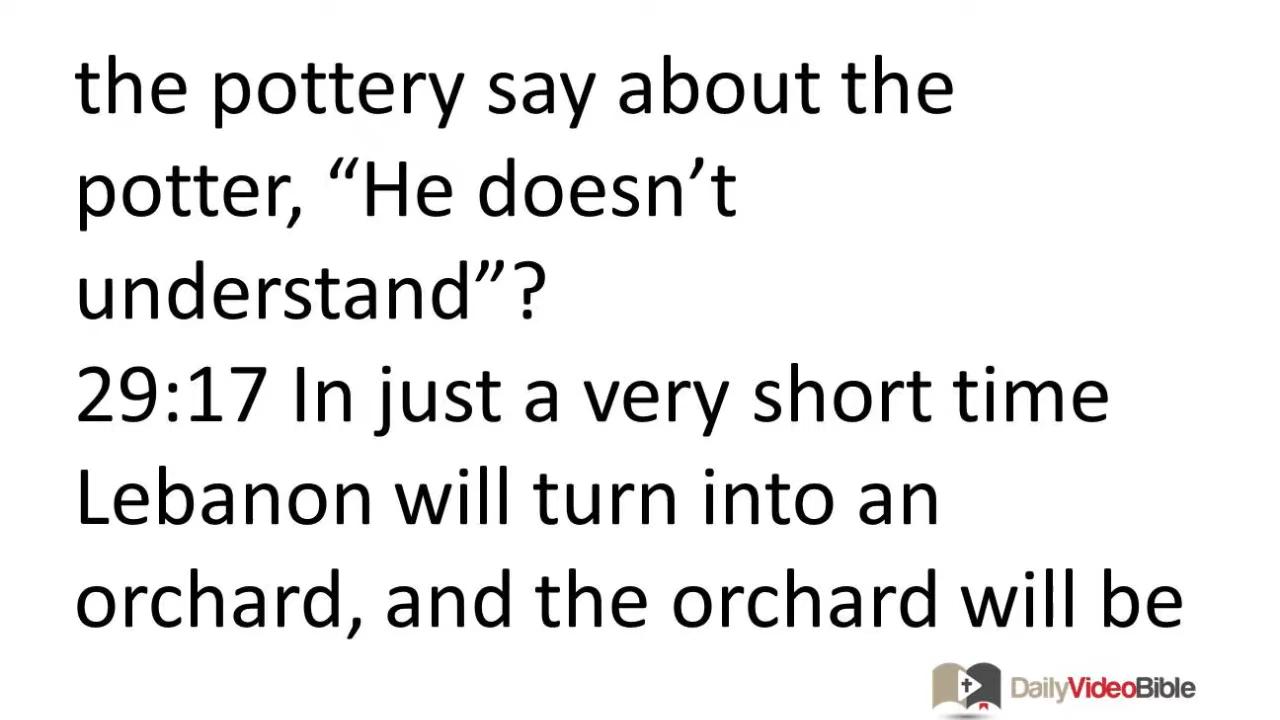 the pottery say about the
potter, “He doesn’t
understand”?
29:17 In just a very short time
Lebanon will turn into an
orchard, and the orchard will be
DailyVideoBible